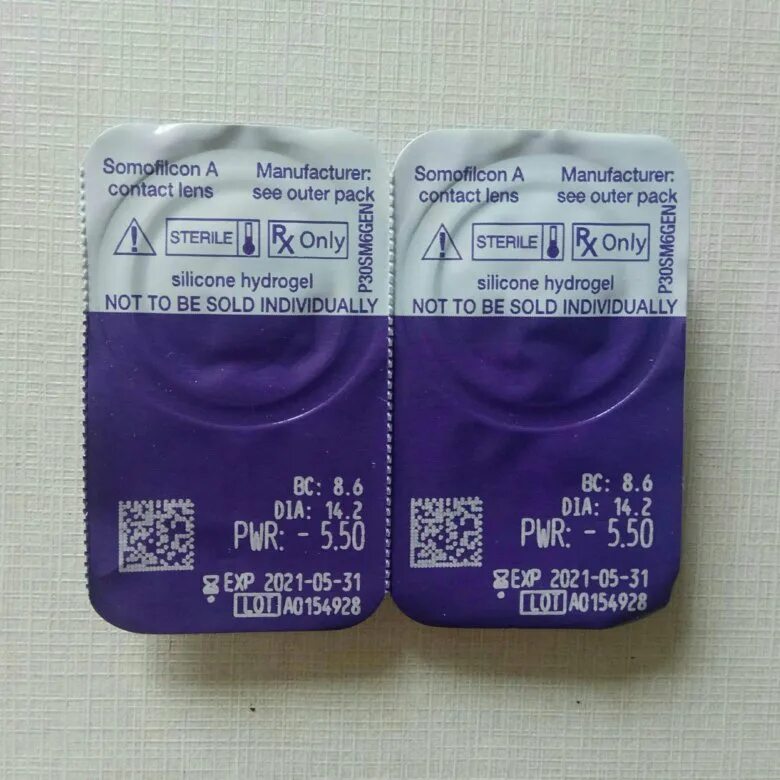 Somofilcon A Manufacturer:
contact lens see outer pack
STERILE Rx Only
P30SM6GEN
silicone hydrogel
NOT TO BE SOLD INDIVIDUALLY
BC: 8.6
DIA: 14.2
PWR: - 5.50
EXP 2021-05-31
LOT A0154928
Somofilcon A Manufacturer:
contact lens see outer pack
STERILE Rx Only
P30SM6GEN
silicone hydrogel
NOT TO BE SOLD INDIVIDUALLY
BC: 8.6
DIA: 14.2
PWR: - 5.50
EXP 2021-05-31
LOT A0154928